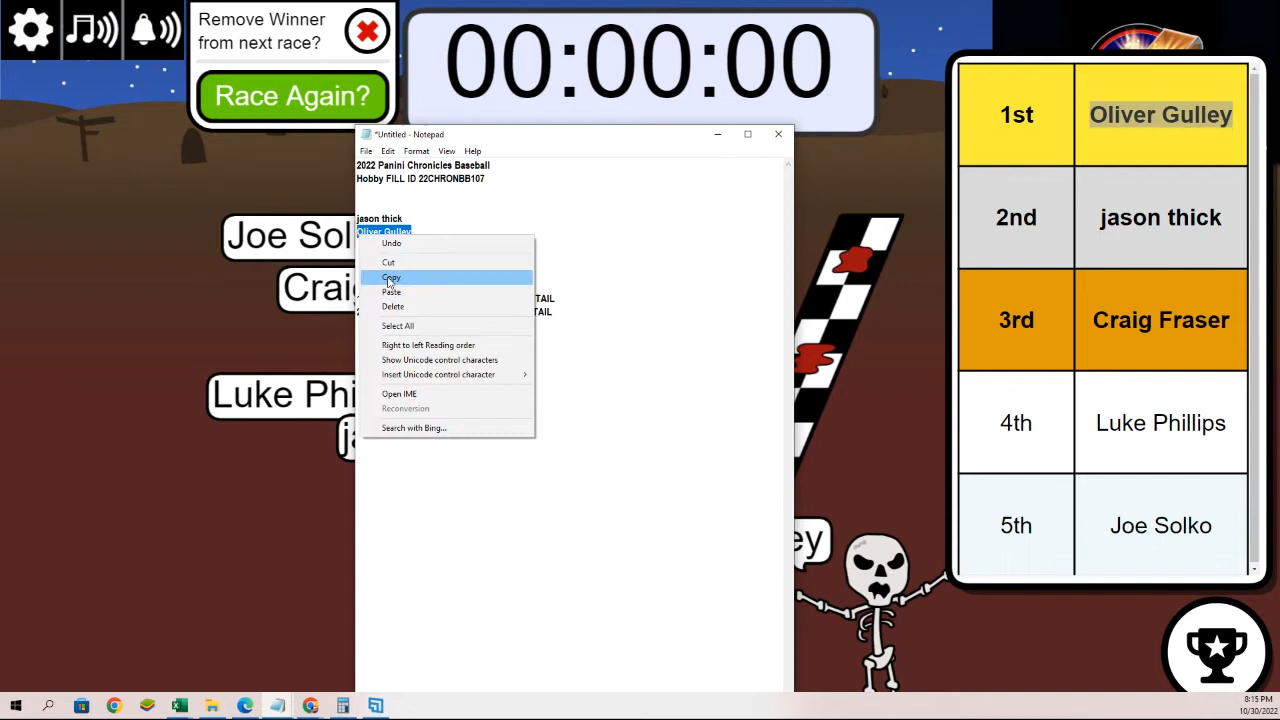 Remove Winner
from next race?
Race Again?
00:00:00
*Untitled - Notepad
File Edit Format View Help
2022 Panini Chronicles Baseball
Hobby FILL ID 22CHRONBB107
jason thick
Oliver Gulley
Undo
Cut
Copy
Paste
Delete
Select All
Right to left Reading order
Show Unicode control characters
Insert Unicode control character
Open IME
Reconversion
Search with Bing...
TAIL
TAIL
Joe Sol
Craig
Luke Phi
ja
ey
1st Oliver Gulley
2nd jason thick
3rd Craig Fraser
4th Luke Phillips
5th Joe Solko
8:15 PM
10/30/2022